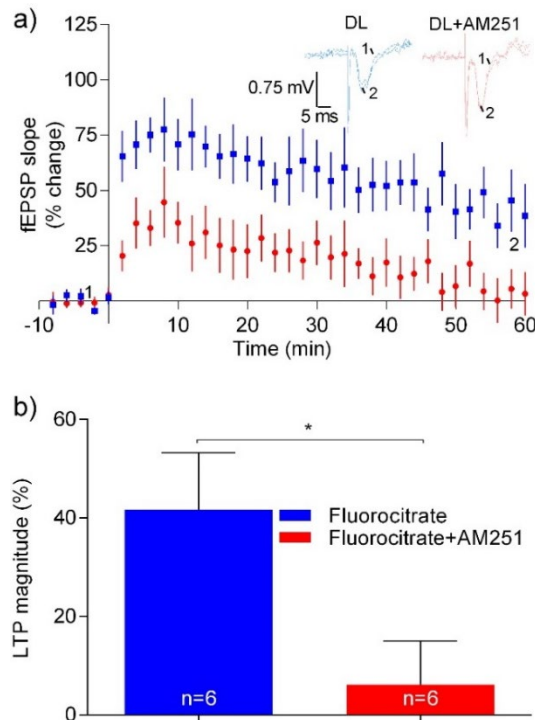 a)
DL
DL+AM251
1
2
1
2
0.75 mV
5 ms
125
100
75
50
25
fEPSP slope
(% change)
1
2
-10
10
20
30
40
50
60
Time (min)
b)
60
40
20
0
LTP magnitude (%)
*
Fluorocitrate
Fluorocitrate+AM251
n=6
n=6